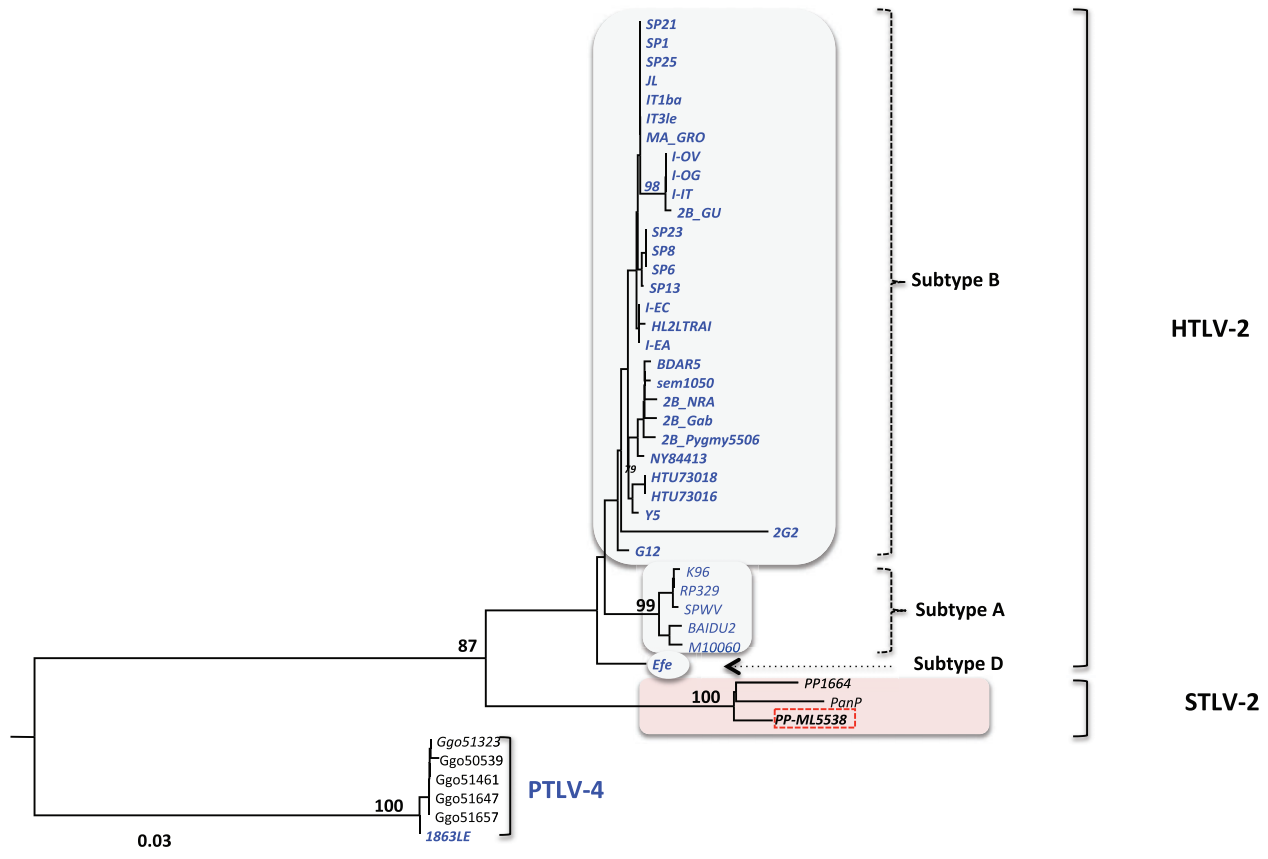 SP21
SP1
SP25
JL
IT1ba
IT3le
MA_GRO
I-OV
I-OG
98
I-IT
2B_GU
SP23
SP8
SP6
SP13
Subtype B
I-EC
HL2LTRAI
HTLV-2
I-EA
BDAR5
sem1050
2B_NRA
2B_Gab
2B_Pygmy5506
NY84413
79
HTU73018
HTU73016
Y5
2G2
G12
K96
RP329
99
SPWV
Subtype A
BAIDU2
87
M10060
Efe
Subtype D
PP1664
100
PanP
STLV-2
PP-ML5538
Ggo51323
Ggo50539
Ggo51461
PTLV-4
Ggo51647
100
Ggo51657
1863LE
0.03